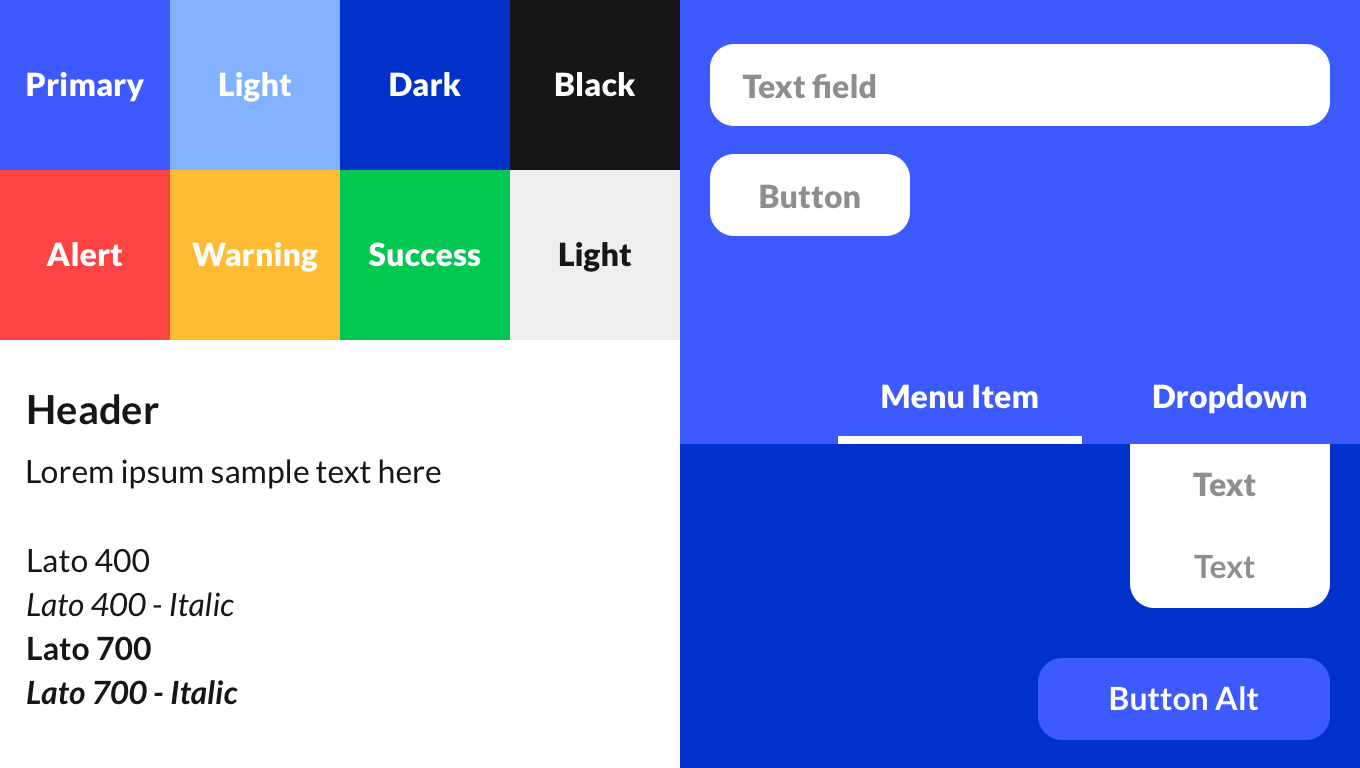 Primary
Light
Dark
Black
Alert
Warning
Success
Light
Header
Lorem ipsum sample text here
Lato 400
Lato 400 - Italic
Lato 700
Lato 700 - Italic
Text field
Button
Menu Item
Dropdown
Text
Text
Button Alt